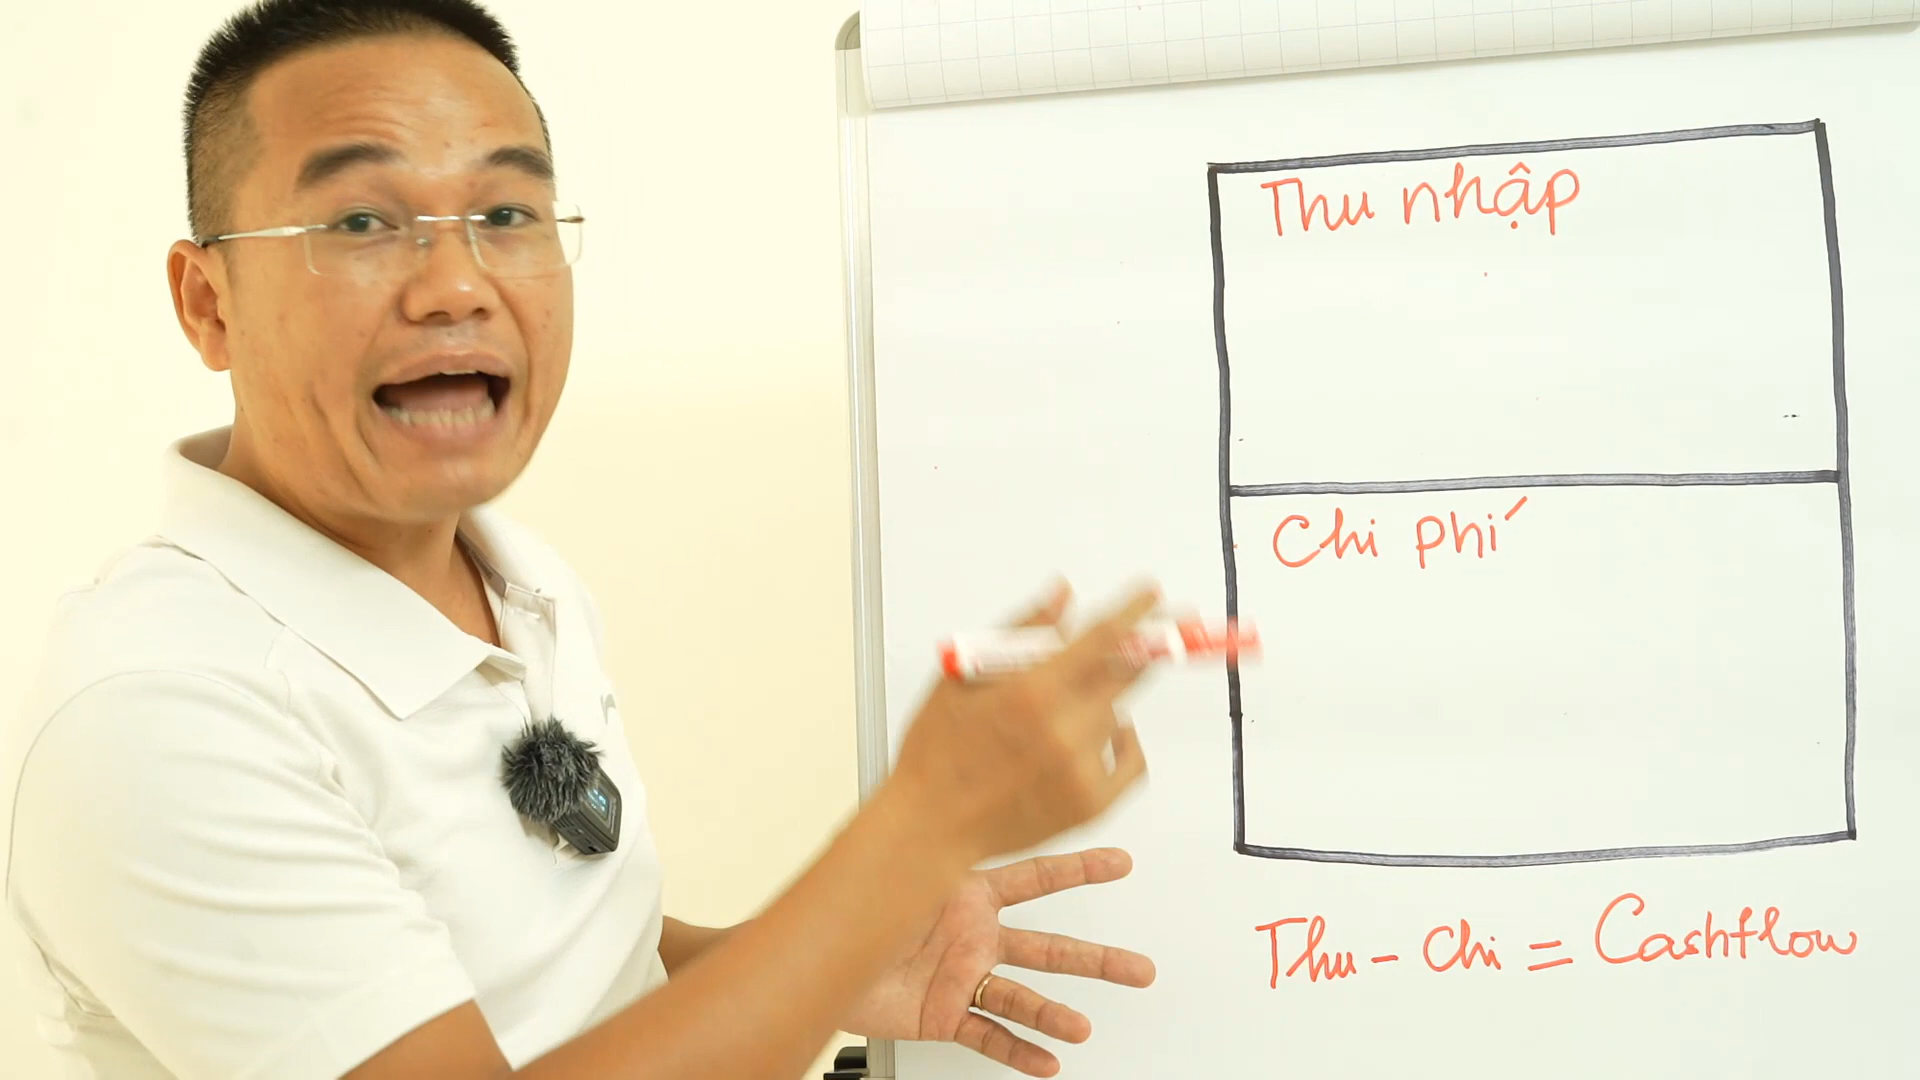 Thu nhập
Chi phí
Thu - Chi = Cashflow